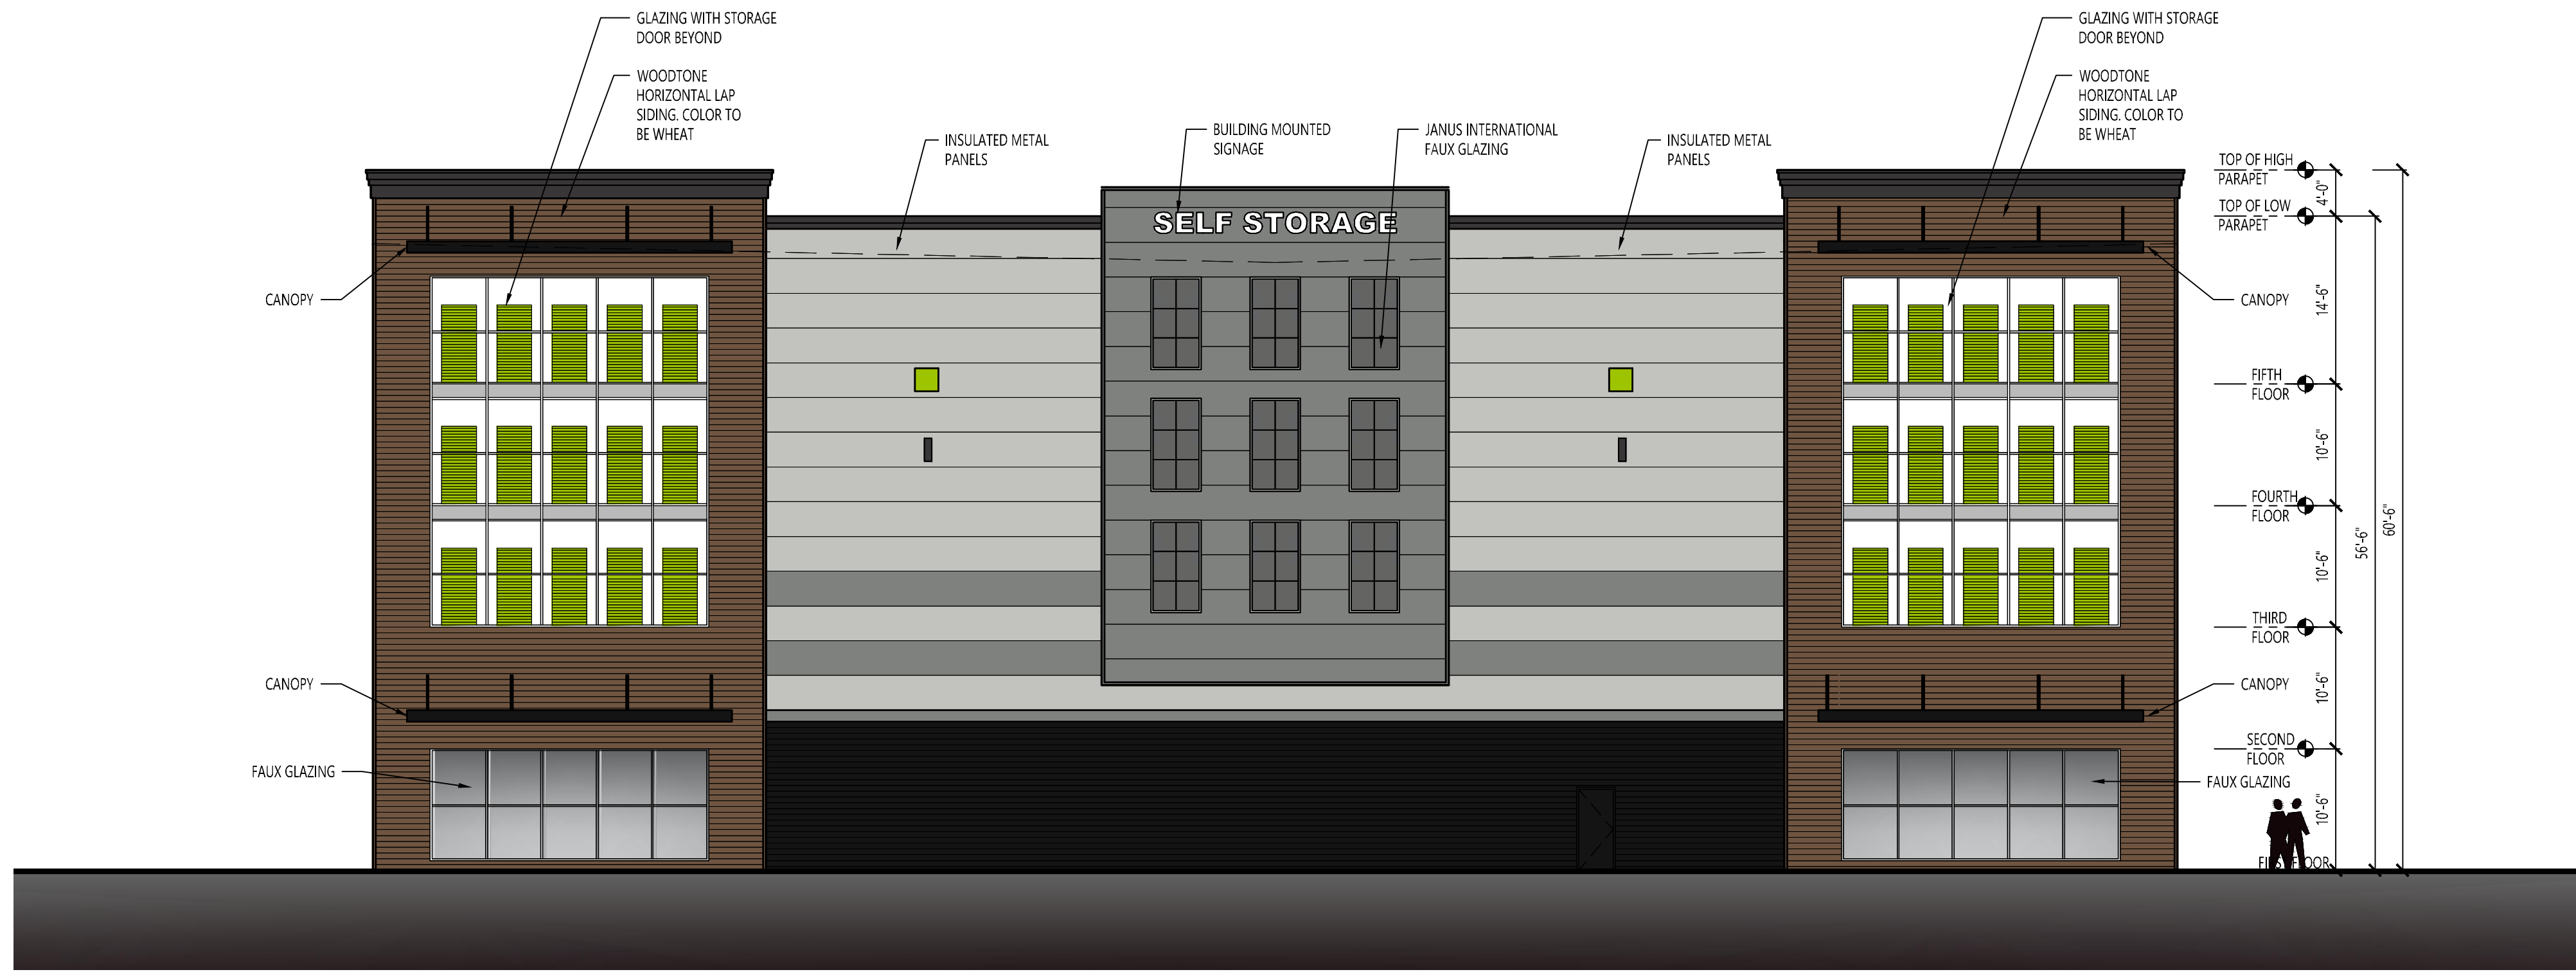 GLAZING WITH STORAGE
DOOR BEYOND
WOODTONE
HORIZONTAL LAP
SIDING. COLOR TO
BE WHEAT
INSULATED METAL
PANELS
BUILDING MOUNTED
SIGNAGE
JANUS INTERNATIONAL
FAUX GLAZING
INSULATED METAL
PANELS
GLAZING WITH STORAGE
DOOR BEYOND
WOODTONE
HORIZONTAL LAP
SIDING. COLOR TO
BE WHEAT
SELF STORAGE
CANOPY
CANOPY
FAUX GLAZING
CANOPY
CANOPY
FAUX GLAZING
TOP OF HIGH
PARAPET
TOP OF LOW
PARAPET
FIFTH
FLOOR
FOURTH
FLOOR
THIRD
FLOOR
SECOND
FLOOR
FIRST FLOOR
4'-0"
14'-6"
10'-6"
10'-6"
10'-6"
10'-6"
56'-6"
60'-6"